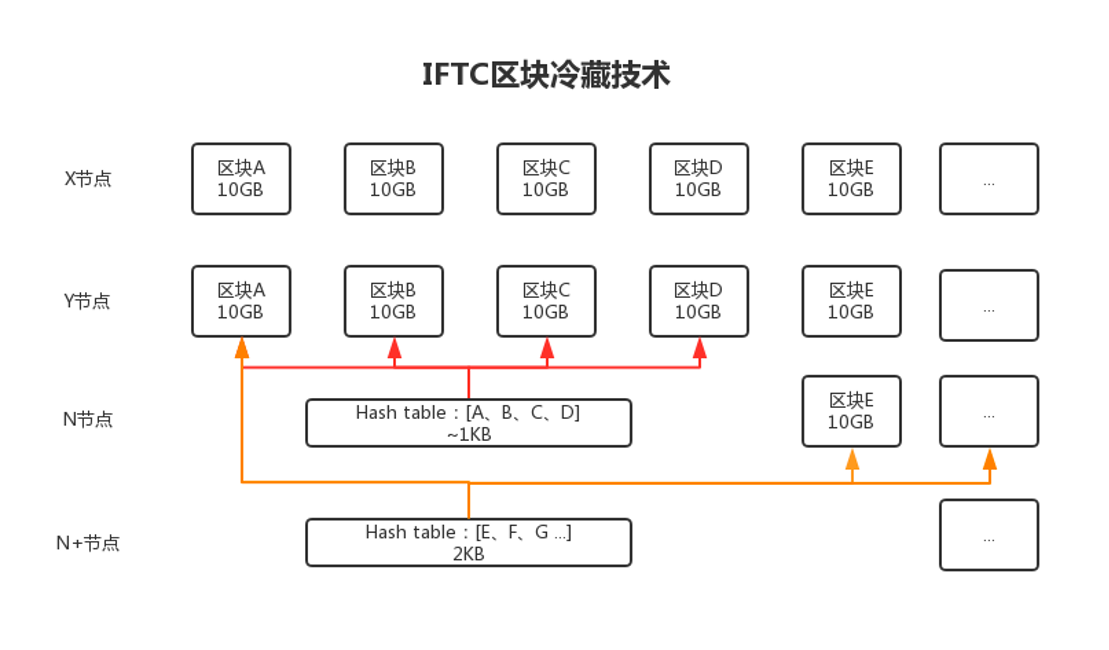 IFTC区块冷藏技术
X节点
区块A
10GB
区块B
10GB
区块C
10GB
区块D
10GB
区块E
10GB
...
Y节点
区块A
10GB
区块B
10GB
区块C
10GB
区块D
10GB
区块E
10GB
...
N节点
Hash table：[A、B、C、D]
~1KB
区块E
10GB
...
N+节点
Hash table：[E、F、G ...]
2KB
...